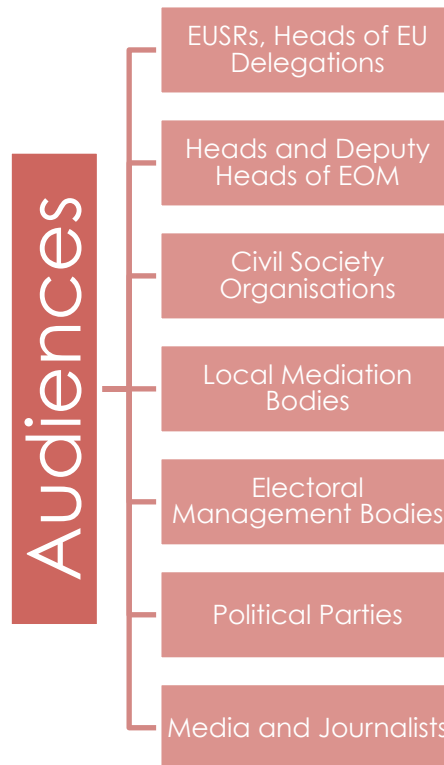 Audiences
EUSRs, Heads of EU
Delegations
Heads and Deputy
Heads of EOM
Civil Society
Organisations
Local Mediation
Bodies
Electoral
Management Bodies
Political Parties
Media and Journalists